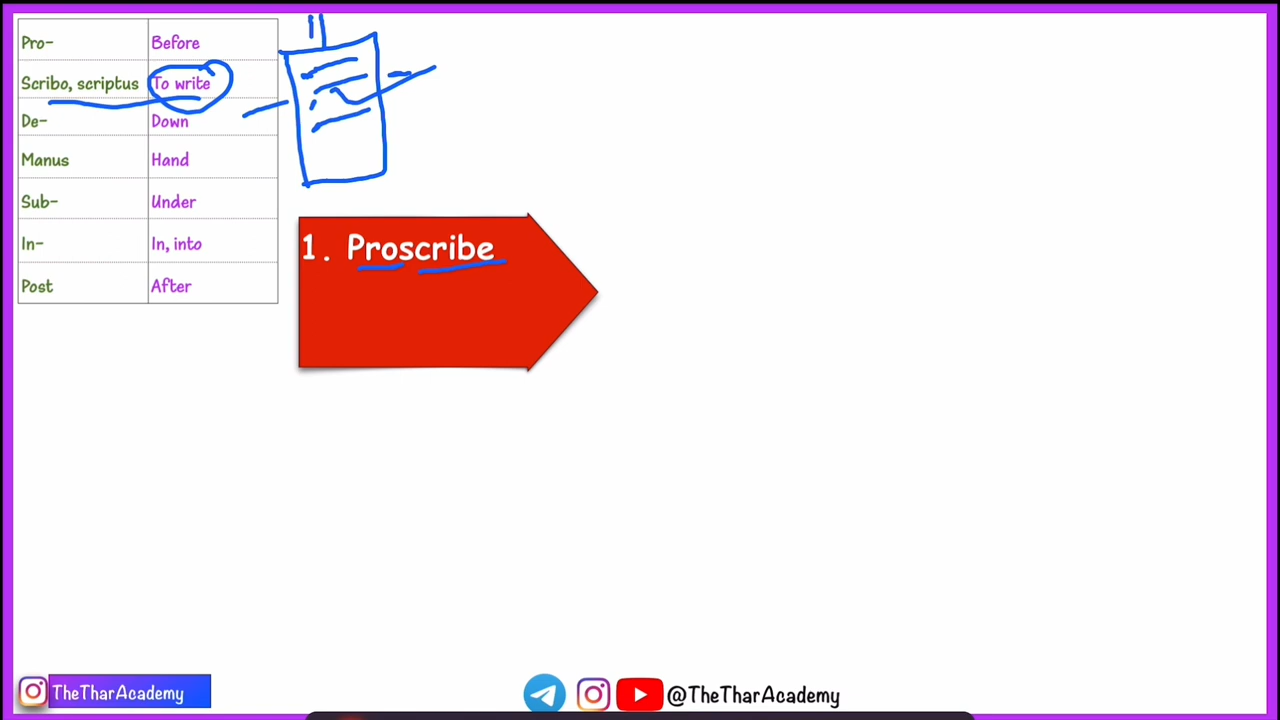 Pro- Before
Scribo, scriptus To write
De- Down
Manus Hand
Sub- Under
In- In, into
Post After
1. Proscribe
TheTharAcademy
@TheTharAcademy